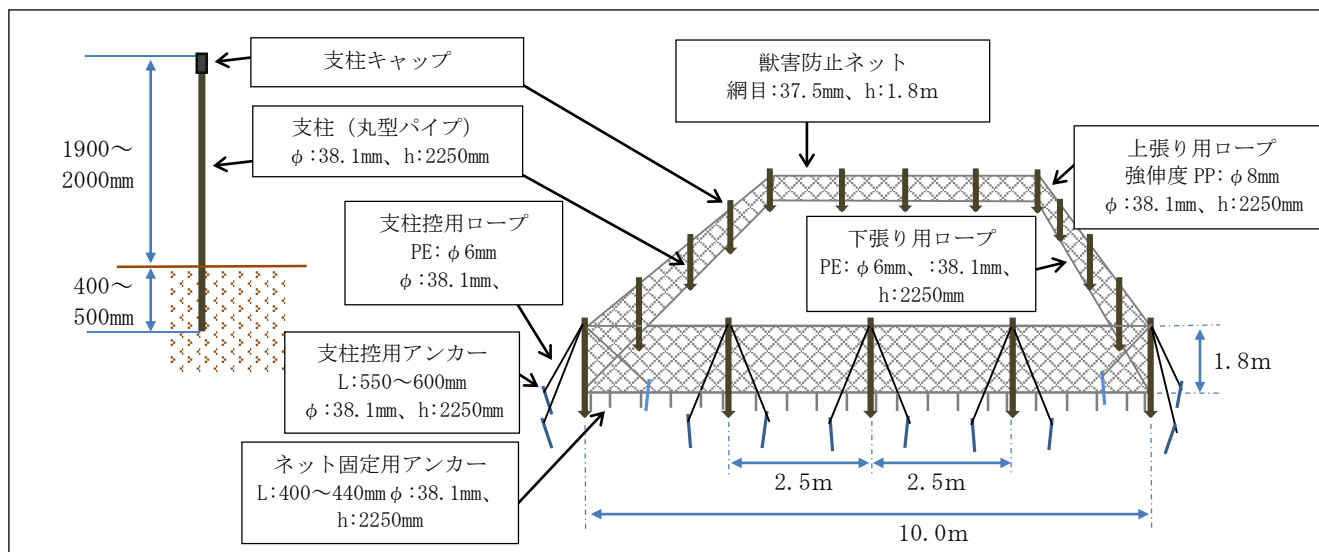 支柱キャップ
獣害防止ネット
網目:37.5mm、h:1.8m
支柱（丸型パイプ）
φ:38.1mm、h:2250mm
1900～
2000mm
上張り用ロープ
強伸度 PP：φ8mm
φ:38.1mm、h:2250mm
支柱控用ロープ
PE：φ6mm
φ:38.1mm、
下張り用ロープ
PE：φ6mm、:38.1mm、
h:2250mm
400～
500mm
支柱控用アンカー
L:550～600mm
φ:38.1mm、h:2250mm
1.8m
ネット固定用アンカー
L:400～440mmφ:38.1mm、
h:2250mm
2.5m
2.5m
10.0m